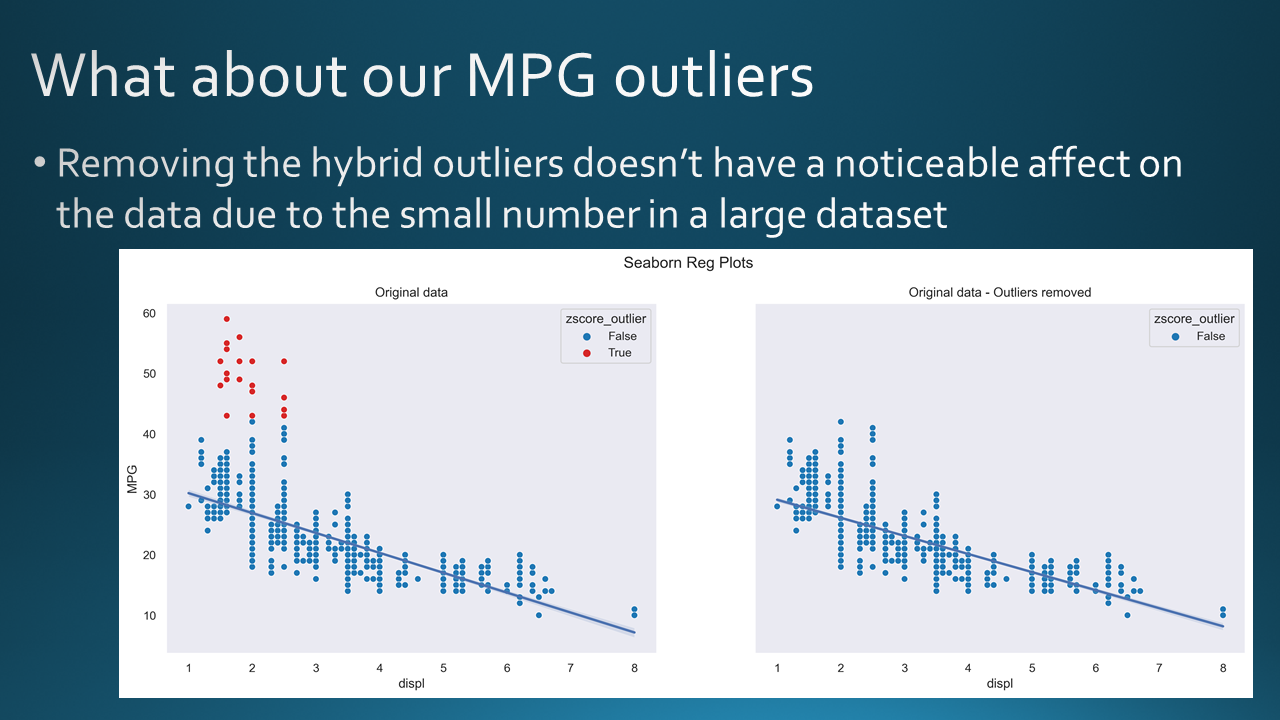 What about our MPG outliers
• Removing the hybrid outliers doesn't have a noticeable affect on
the data due to the small number in a large dataset
Seaborn Reg Plots
Original data
zscore_outlier
False
True
60
50
40
30
20
10
MPG
1 2 3 4 5 6 7 8
displ
Original data - Outliers removed
zscore_outlier
False
1 2 3 4 5 6 7 8
displ